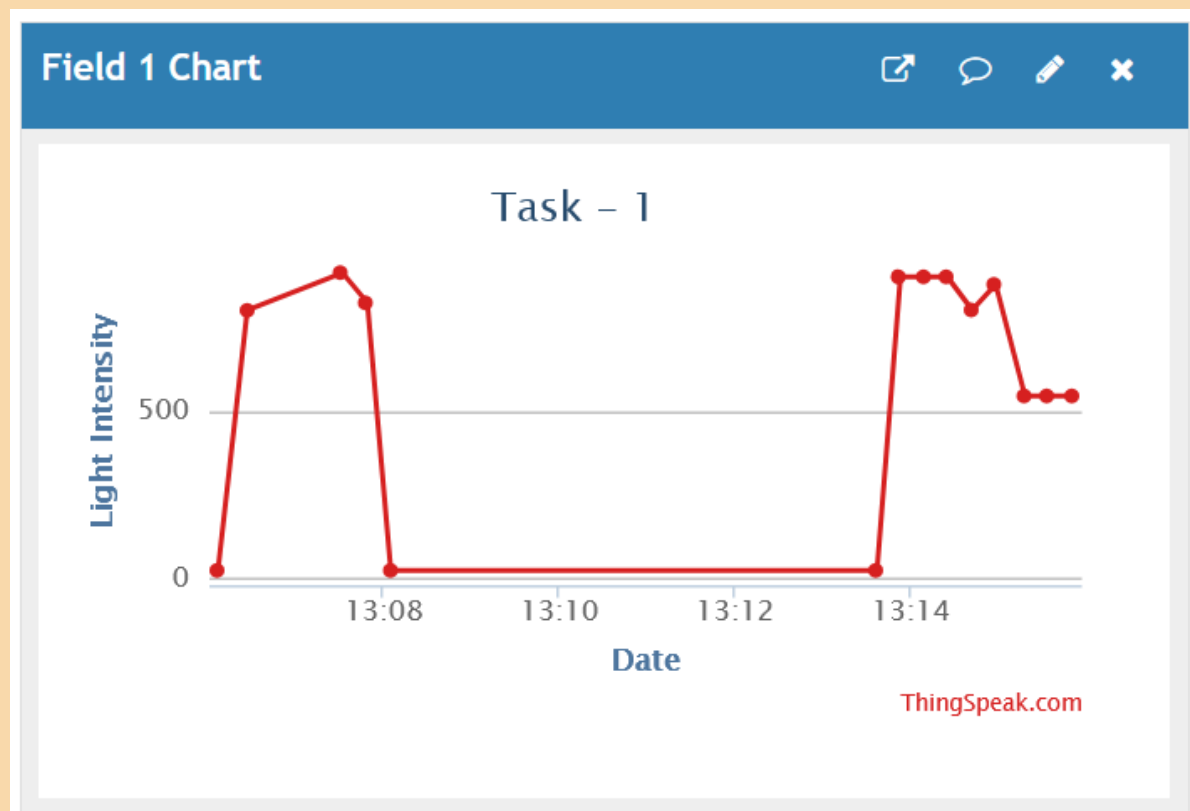 Field 1 Chart
Task – 1
Light Intensity
500
0
13:08 13:10 13:12 13:14
Date
ThingSpeak.com